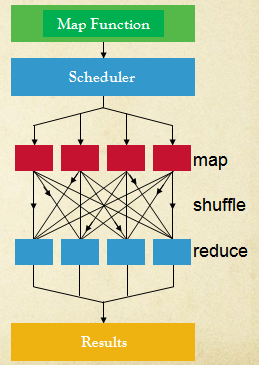 Map Function
Scheduler
map
shuffle
reduce
Results